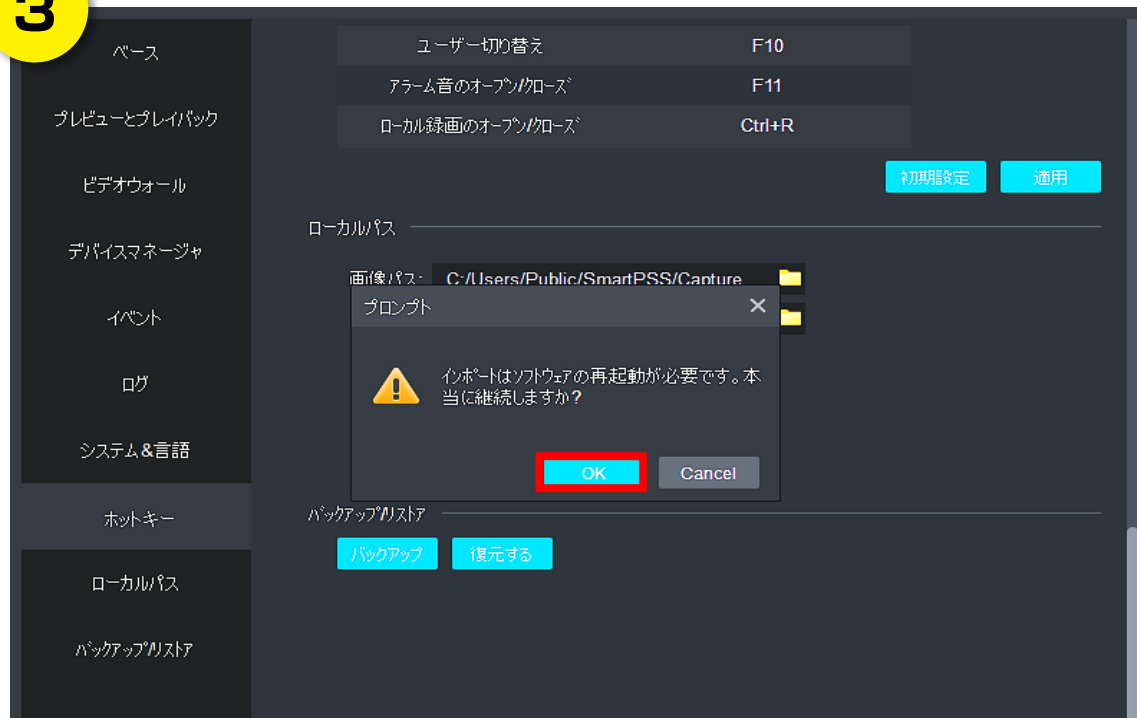 3
ベース
プレビューとプレイバック
ビデオウォール
デバイスマネージャ
イベント
ログ
システム&言語
ホットキー
ローカルパス
バックアップ/リストア
ユーザー切り替え F10
アラーム音のオープン/クローズ F11
ローカル録画のオープン/クローズ Ctrl+R
初期設定 適用
ローカルパス
画像パス: C:/Users/Public/SmartPSS/Capture
プロンプト
インポートはソフトウェアの再起動が必要です。本
当に継続しますか?
OK Cancel
バックアップ/リストア
バックアップ 復元する